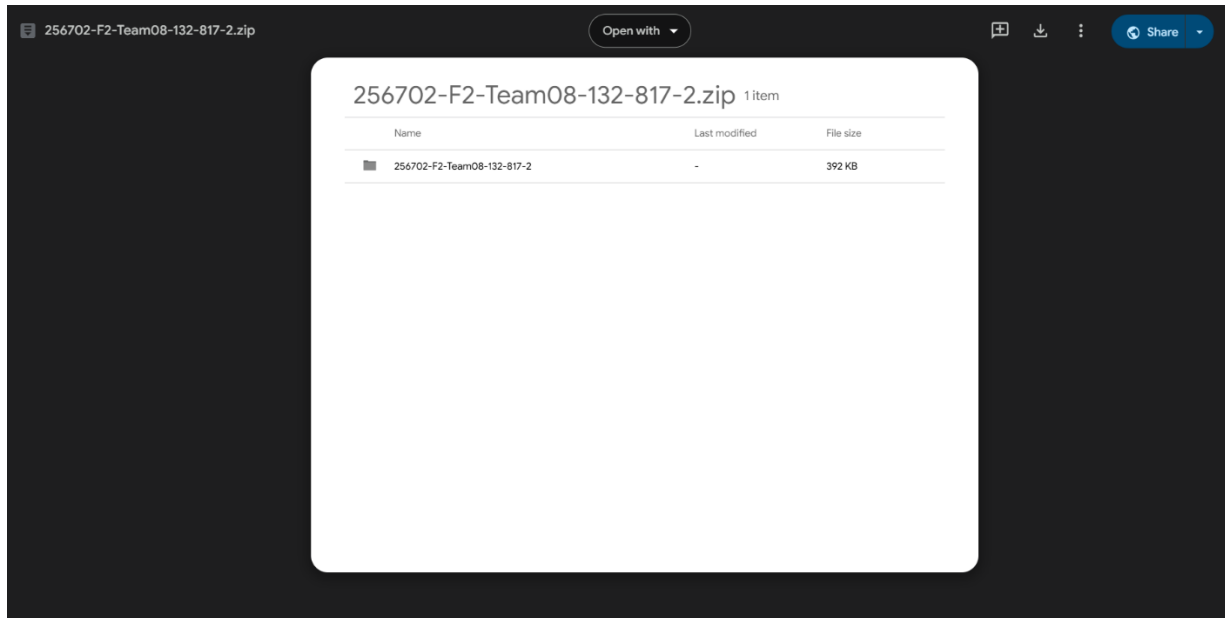 256702-F2-Team08-132-817-2.zip
Open with
Share
256702-F2-Team08-132-817-2.zip 1 item
Name Last modified File size
256702-F2-Team08-132-817-2 - 392 KB